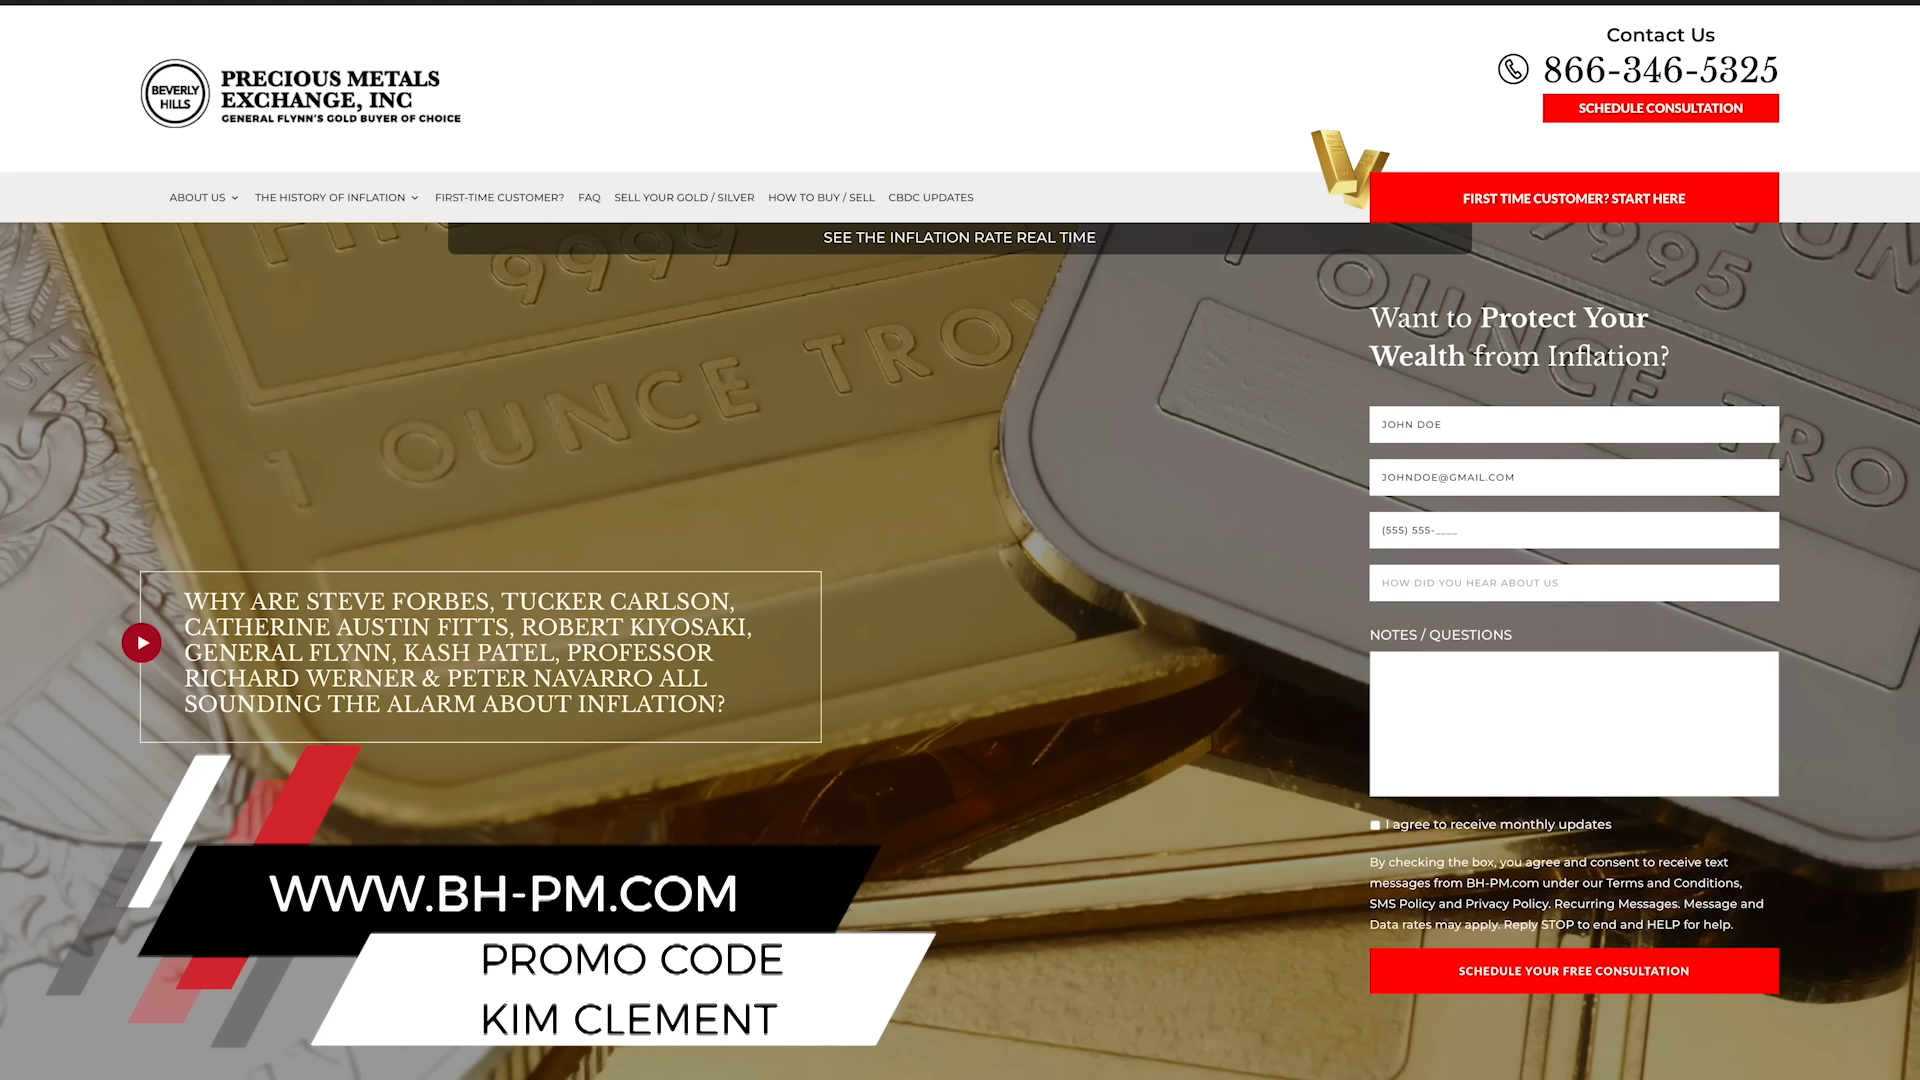 BEVERLY
HILLS
PRECIOUS METALS
EXCHANGE, INC
GENERAL FLYNN'S GOLD BUYER OF CHOICE
Contact Us
866-346-5325
SCHEDULE CONSULTATION
ABOUT US THE HISTORY OF INFLATION FIRST-TIME CUSTOMER? FAQ SELL YOUR GOLD / SILVER HOW TO BUY / SELL CBDC UPDATES
FIRST TIME CUSTOMER? START HERE
SEE THE INFLATION RATE REAL TIME
9999
1 OUNCE TROY
9995
1 OUNCE TRO
Want to Protect Your
Wealth from Inflation?
JOHN DOE
JOHNDOE@GMAIL.COM
(555) 555-____
HOW DID YOU HEAR ABOUT US
NOTES / QUESTIONS
I agree to receive monthly updates
By checking the box, you agree and consent to receive text
messages from BH-PM.com under our Terms and Conditions,
SMS Policy and Privacy Policy. Recurring Messages. Message and
Data rates may apply. Reply STOP to end and HELP for help.
SCHEDULE YOUR FREE CONSULTATION
WHY ARE STEVE FORBES, TUCKER CARLSON,
CATHERINE AUSTIN FITTS, ROBERT KIYOSAKI,
GENERAL FLYNN, KASH PATEL, PROFESSOR
RICHARD WERNER & PETER NAVARRO ALL
SOUNDING THE ALARM ABOUT INFLATION?
WWW.BH-PM.COM
PROMO CODE
KIM CLEMENT